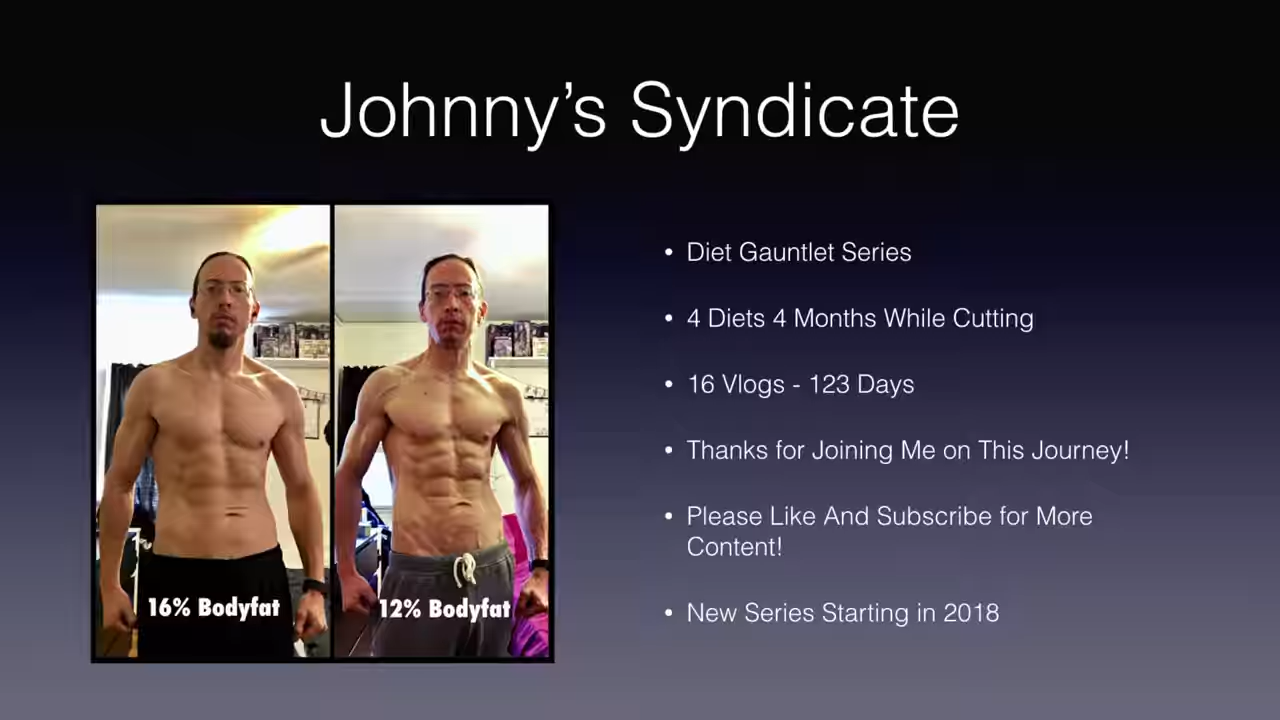 Johnny’s Syndicate
16% Bodyfat
12% Bodyfat
• Diet Gauntlet Series
• 4 Diets 4 Months While Cutting
• 16 Vlogs - 123 Days
• Thanks for Joining Me on This Journey!
• Please Like And Subscribe for More
Content!
• New Series Starting in 2018